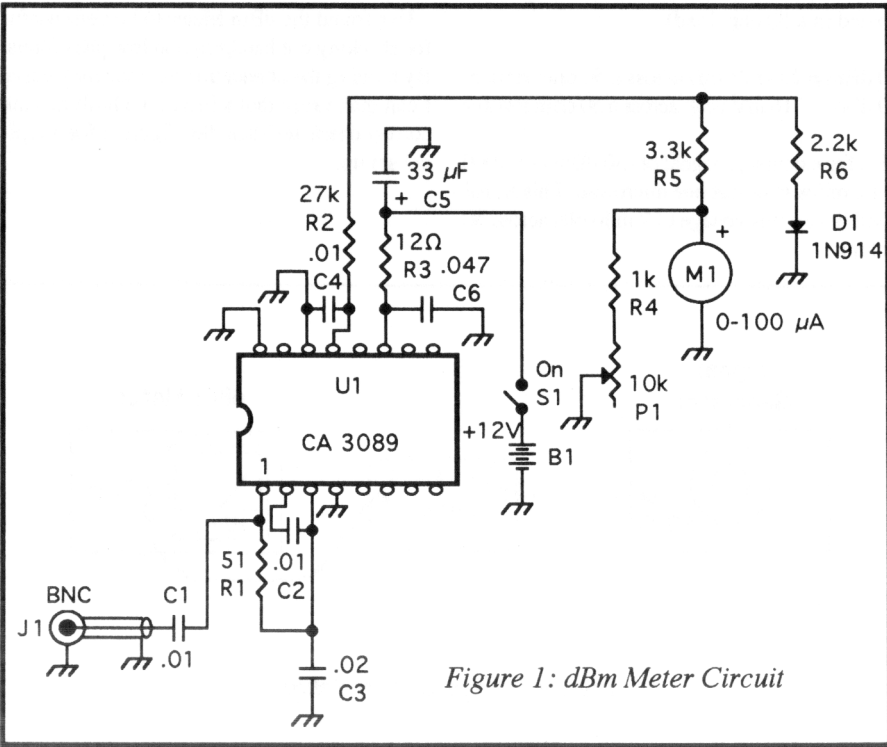 33 µF
+ C5
27k
R2
.01
C4
12Ω
R3
.047
C6
3.3k
R5
2.2k
R6
D1
1N914
+
M1
1k
R4
0-100 µA
10k
P1
U1
CA 3089
1
On
S1
+12V
B1
51
R1
.01
C2
BNC
J1
C1
.01
.02
C3
Figure 1: dBm Meter Circuit